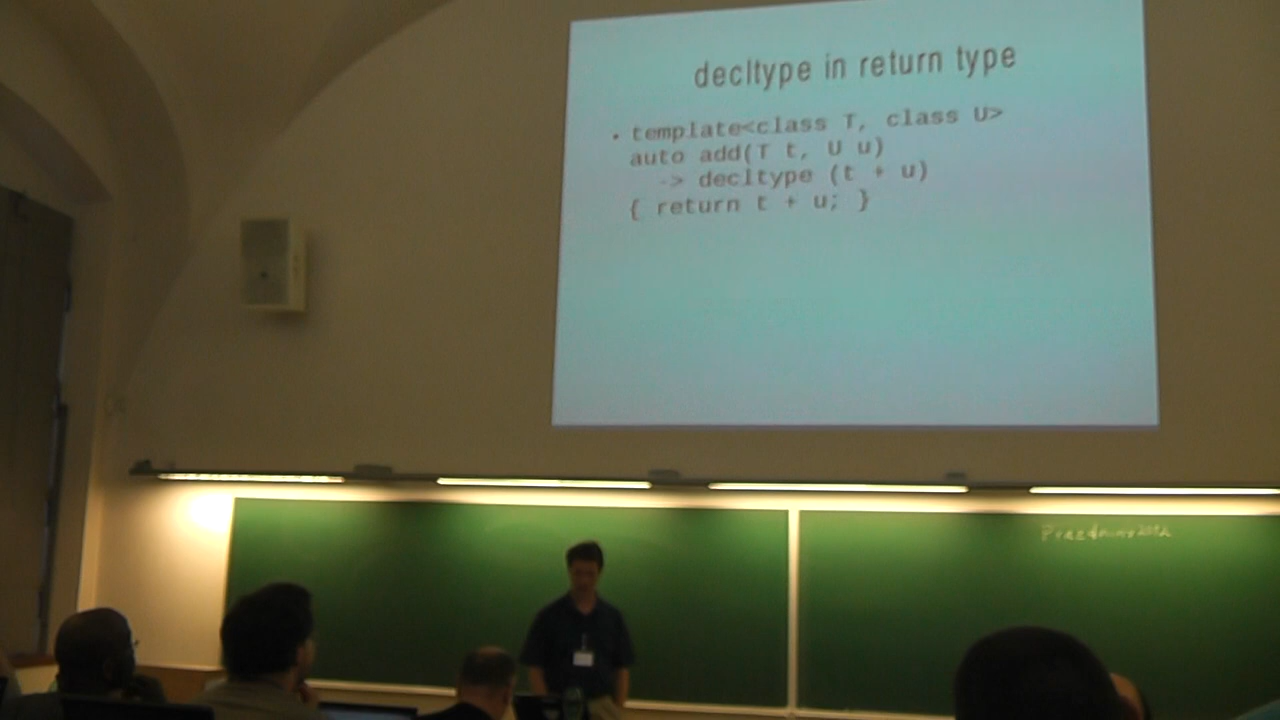 decltype in return type
• template<class T, class U>
auto add(T t, U u)
-> decltype (t + u)
{ return t + u; }